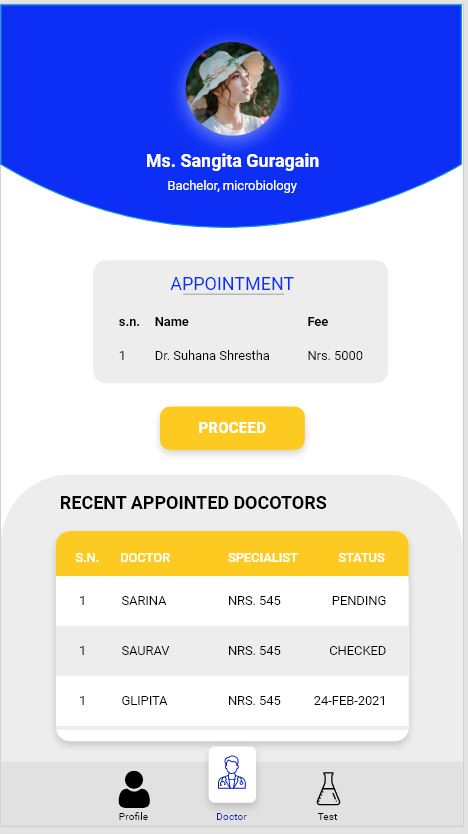 Ms. Sangita Guragain
Bachelor, microbiology
APPOINTMENT
s.n. Name Fee
1 Dr. Suhana Shrestha Nrs. 5000
PROCEED
RECENT APPOINTED DOCOTORS
S.N. DOCTOR SPECIALIST STATUS
1 SARINA NRS. 545 PENDING
1 SAURAV NRS. 545 CHECKED
1 GLIPITA NRS. 545 24-FEB-2021
Profile Doctor Test